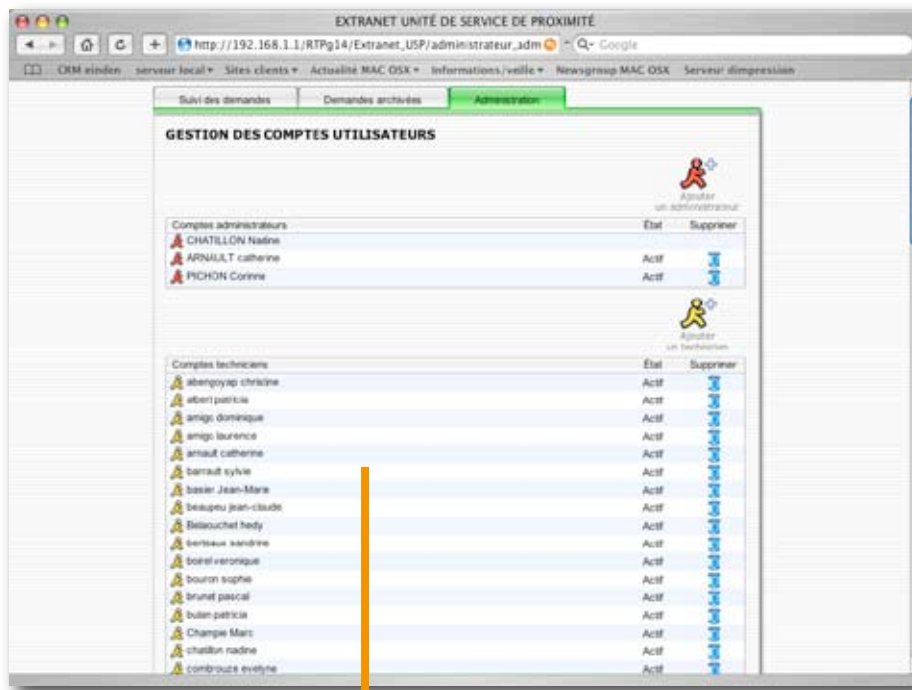 EXTRANET UNITÉ DE SERVICE DE PROXIMITÉ
http://192.168.1.1/RTPg14/Extranet_USP/administrateur_adm Q- Google
CRM einden serveur local Sites clients Actualité MAC OSX Informations/veille Newsgroup MAC OSX Serveur dimpression
Suivi des demandes Demandes archivées Administration
GESTION DES COMPTES UTILISATEURS
Ajouter
un administrateur
Comptes administrateurs État Supprimer
CHATILLON Nadine
ARNAULT catherine Actif
PICHON Corinne Actif
Ajouter
un technicien
Comptes techniciens État Supprimer
abengoyap christine Actif
albert patricia Actif
amigo dominique Actif
amigo laurence Actif
arnault catherine Actif
barrault sylvie Actif
basier Jean-Marie Actif
beaupeu jean-claude Actif
Belaouchet hedy Actif
berteaux sandrine Actif
boirel veronique Actif
bouron sophie Actif
brunet pascal Actif
bulan patricia Actif
Champie Marc Actif
chatillon nadine Actif
combrouze evelyne Actif